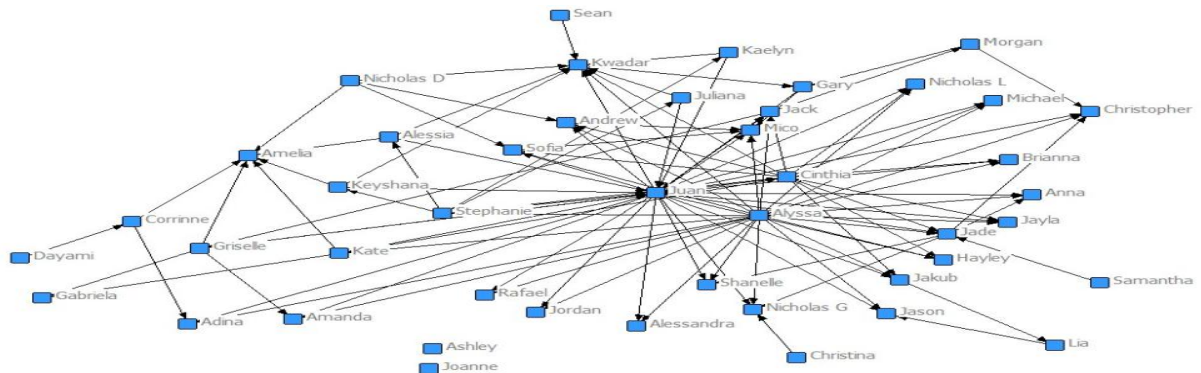 Sean
Kaelyn
Morgan
Kwadar
Nicholas D
Gary
Nicholas L
Juliana
Michael
Jack
Christopher
Andrew
Mico
Alessia
Sofia
Amelia
Brianna
Cinthia
Keyshana
Juan
Anna
Stephanie
Alyssa
Corrinne
Jayla
Jade
Griselle
Kate
Dayami
Hayley
Jakub
Samantha
Shanelle
Gabriela
Rafael
Nicholas G
Jordan
Jason
Adina
Amanda
Alessandra
Lia
Ashley
Christina
Joanne